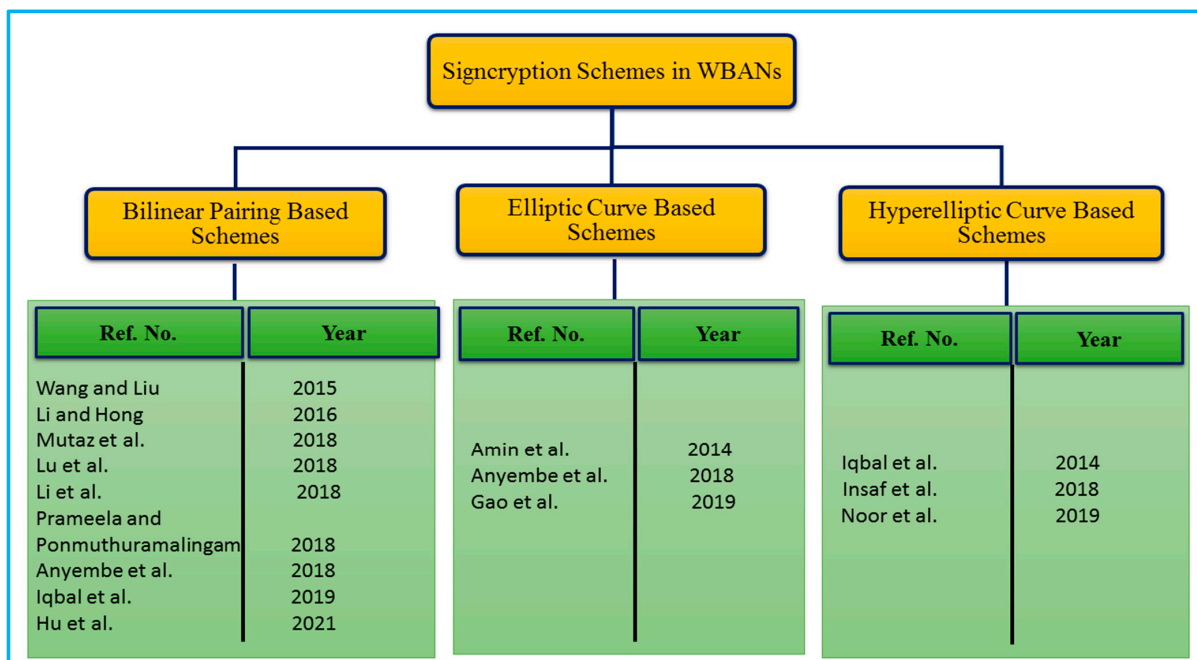 Signcryption Schemes in WBANs
Bilinear Pairing Based
Schemes
Elliptic Curve Based
Schemes
Hyperelliptic Curve Based
Schemes
Ref. No. Year
Wang and Liu 2015
Li and Hong 2016
Mutaz et al. 2018
Lu et al. 2018
Li et al. 2018
Prameela and
Ponmuthuramalingam 2018
Anyembe et al. 2018
Iqbal et al. 2019
Hu et al. 2021
Ref. No. Year
Amin et al. 2014
Anyembe et al. 2018
Gao et al. 2019
Ref. No. Year
Iqbal et al. 2014
Insaf et al. 2018
Noor et al. 2019